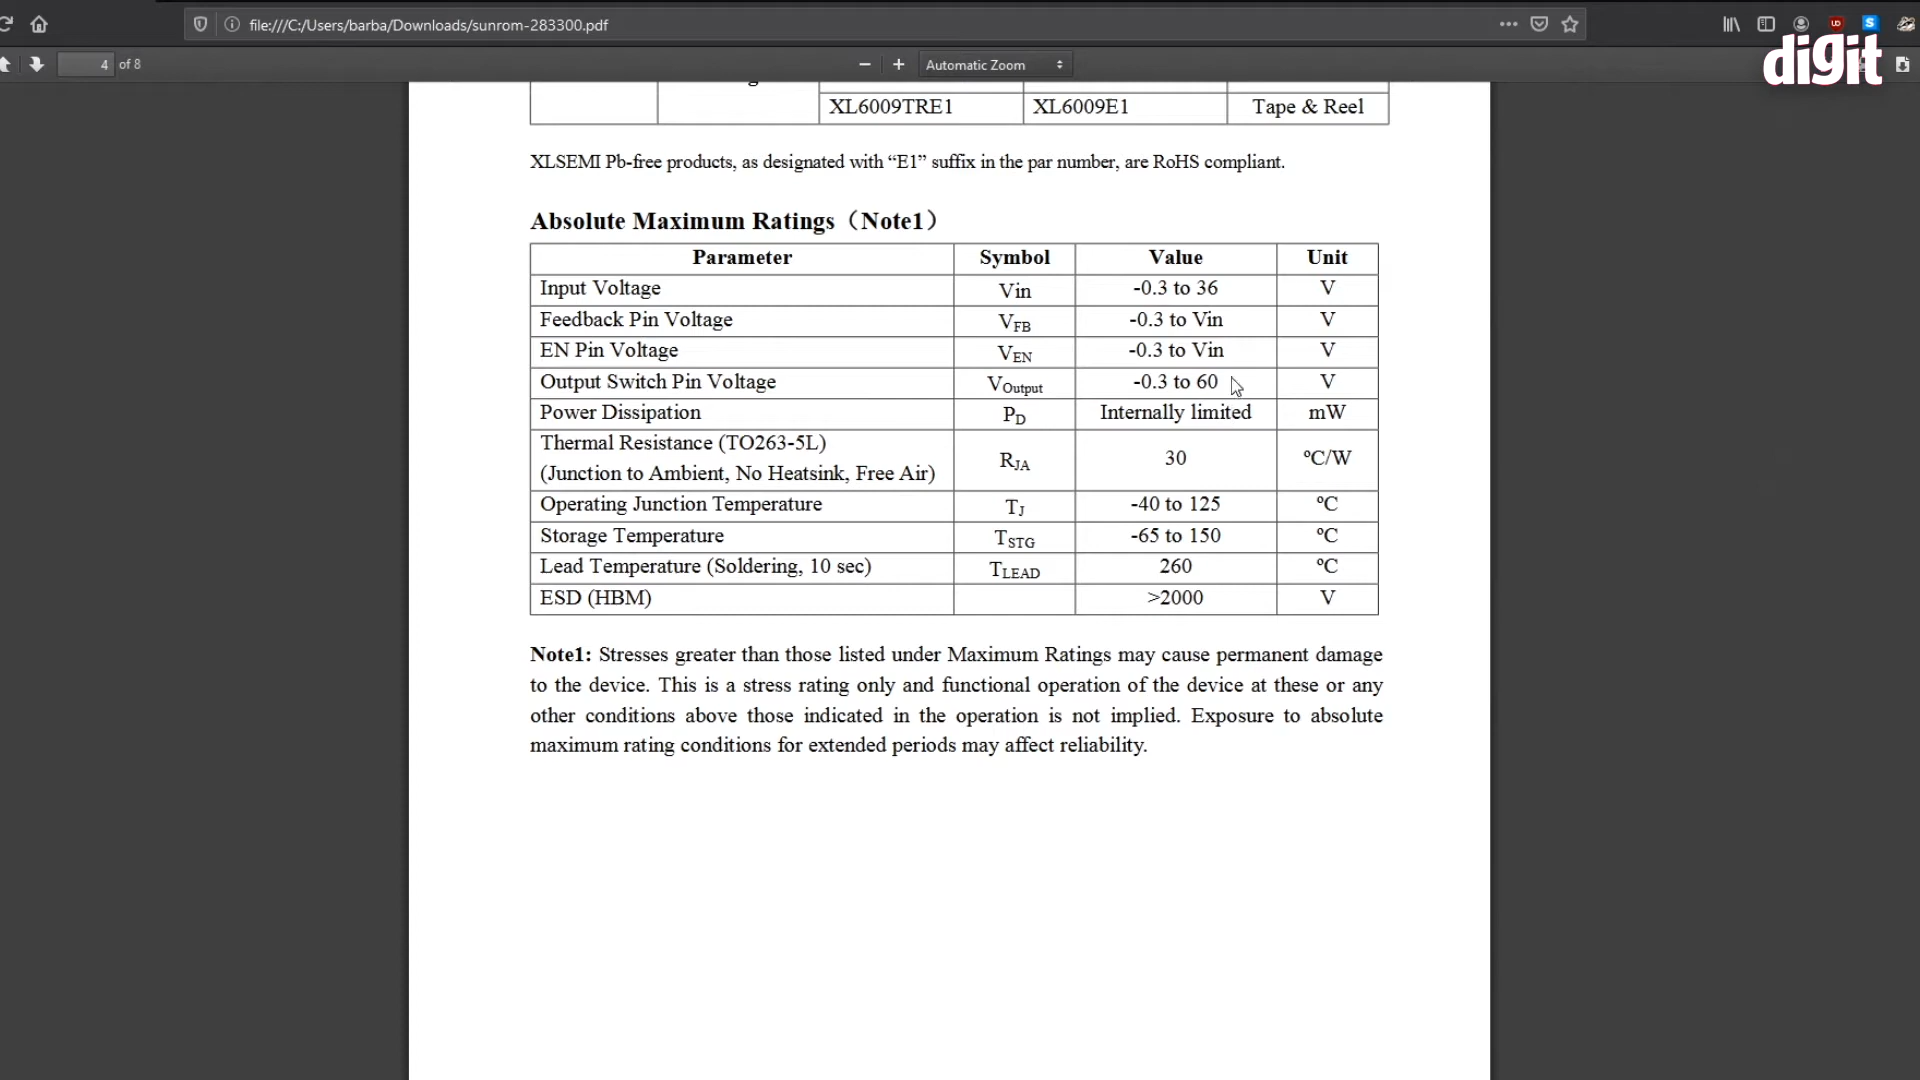 file:///C:/Users/barba/Downloads/sunrom-283300.pdf
digit
4 of 8
Automatic Zoom
XL6009TRE1 XL6009E1 Tape & Reel
XLSEMI Pb-free products, as designated with “E1” suffix in the par number, are RoHS compliant.
Absolute Maximum Ratings（Note1）
Parameter Symbol Value Unit
Input Voltage Vin -0.3 to 36 V
Feedback Pin Voltage VFB -0.3 to Vin V
EN Pin Voltage VEN -0.3 to Vin V
Output Switch Pin Voltage VOutput -0.3 to 60 V
Power Dissipation PD Internally limited mW
Thermal Resistance (TO263-5L)
(Junction to Ambient, No Heatsink, Free Air) RJA 30 ºC/W
Operating Junction Temperature TJ -40 to 125 ºC
Storage Temperature TSTG -65 to 150 ºC
Lead Temperature (Soldering, 10 sec) TLEAD 260 ºC
ESD (HBM) >2000 V
Note1: Stresses greater than those listed under Maximum Ratings may cause permanent damage
to the device. This is a stress rating only and functional operation of the device at these or any
other conditions above those indicated in the operation is not implied. Exposure to absolute
maximum rating conditions for extended periods may affect reliability.